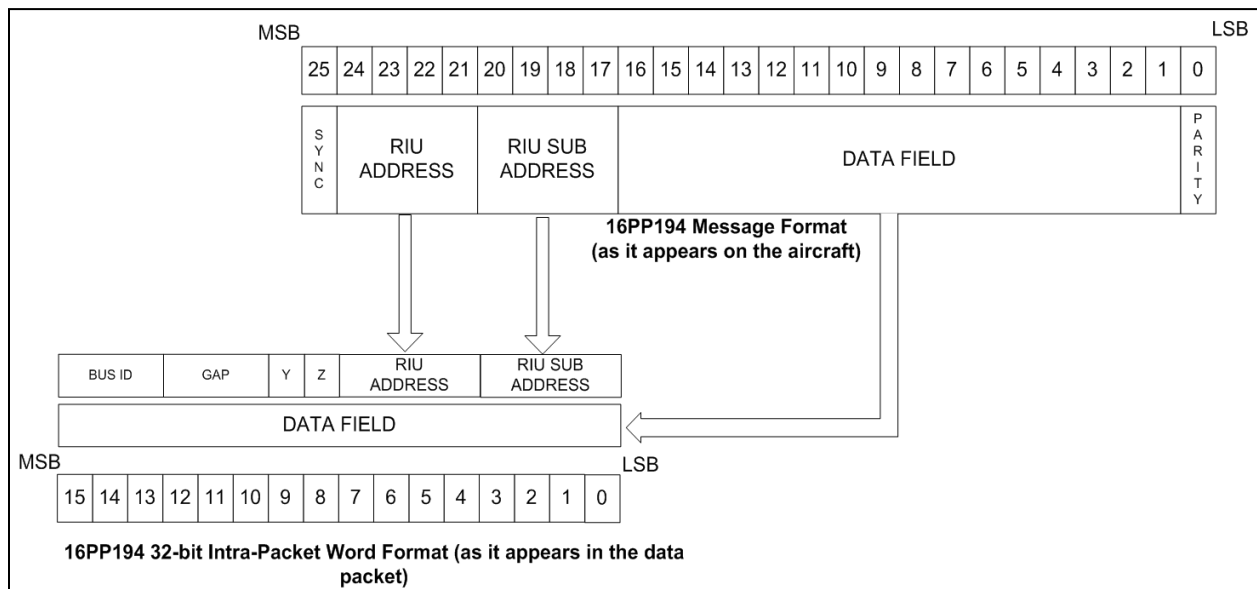 MSB LSB
25 24 23 22 21 20 19 18 17 16 15 14 13 12 11 10 9 8 7 6 5 4 3 2 1 0
SYNC
RIU
ADDRESS
RIU SUB
ADDRESS
DATA FIELD
PARITY
16PP194 Message Format
(as it appears on the aircraft)
BUS ID GAP Y Z
RIU
ADDRESS
RIU SUB
ADDRESS
DATA FIELD
MSB LSB
15 14 13 12 11 10 9 8 7 6 5 4 3 2 1 0
16PP194 32-bit Intra-Packet Word Format (as it appears in the data
packet)